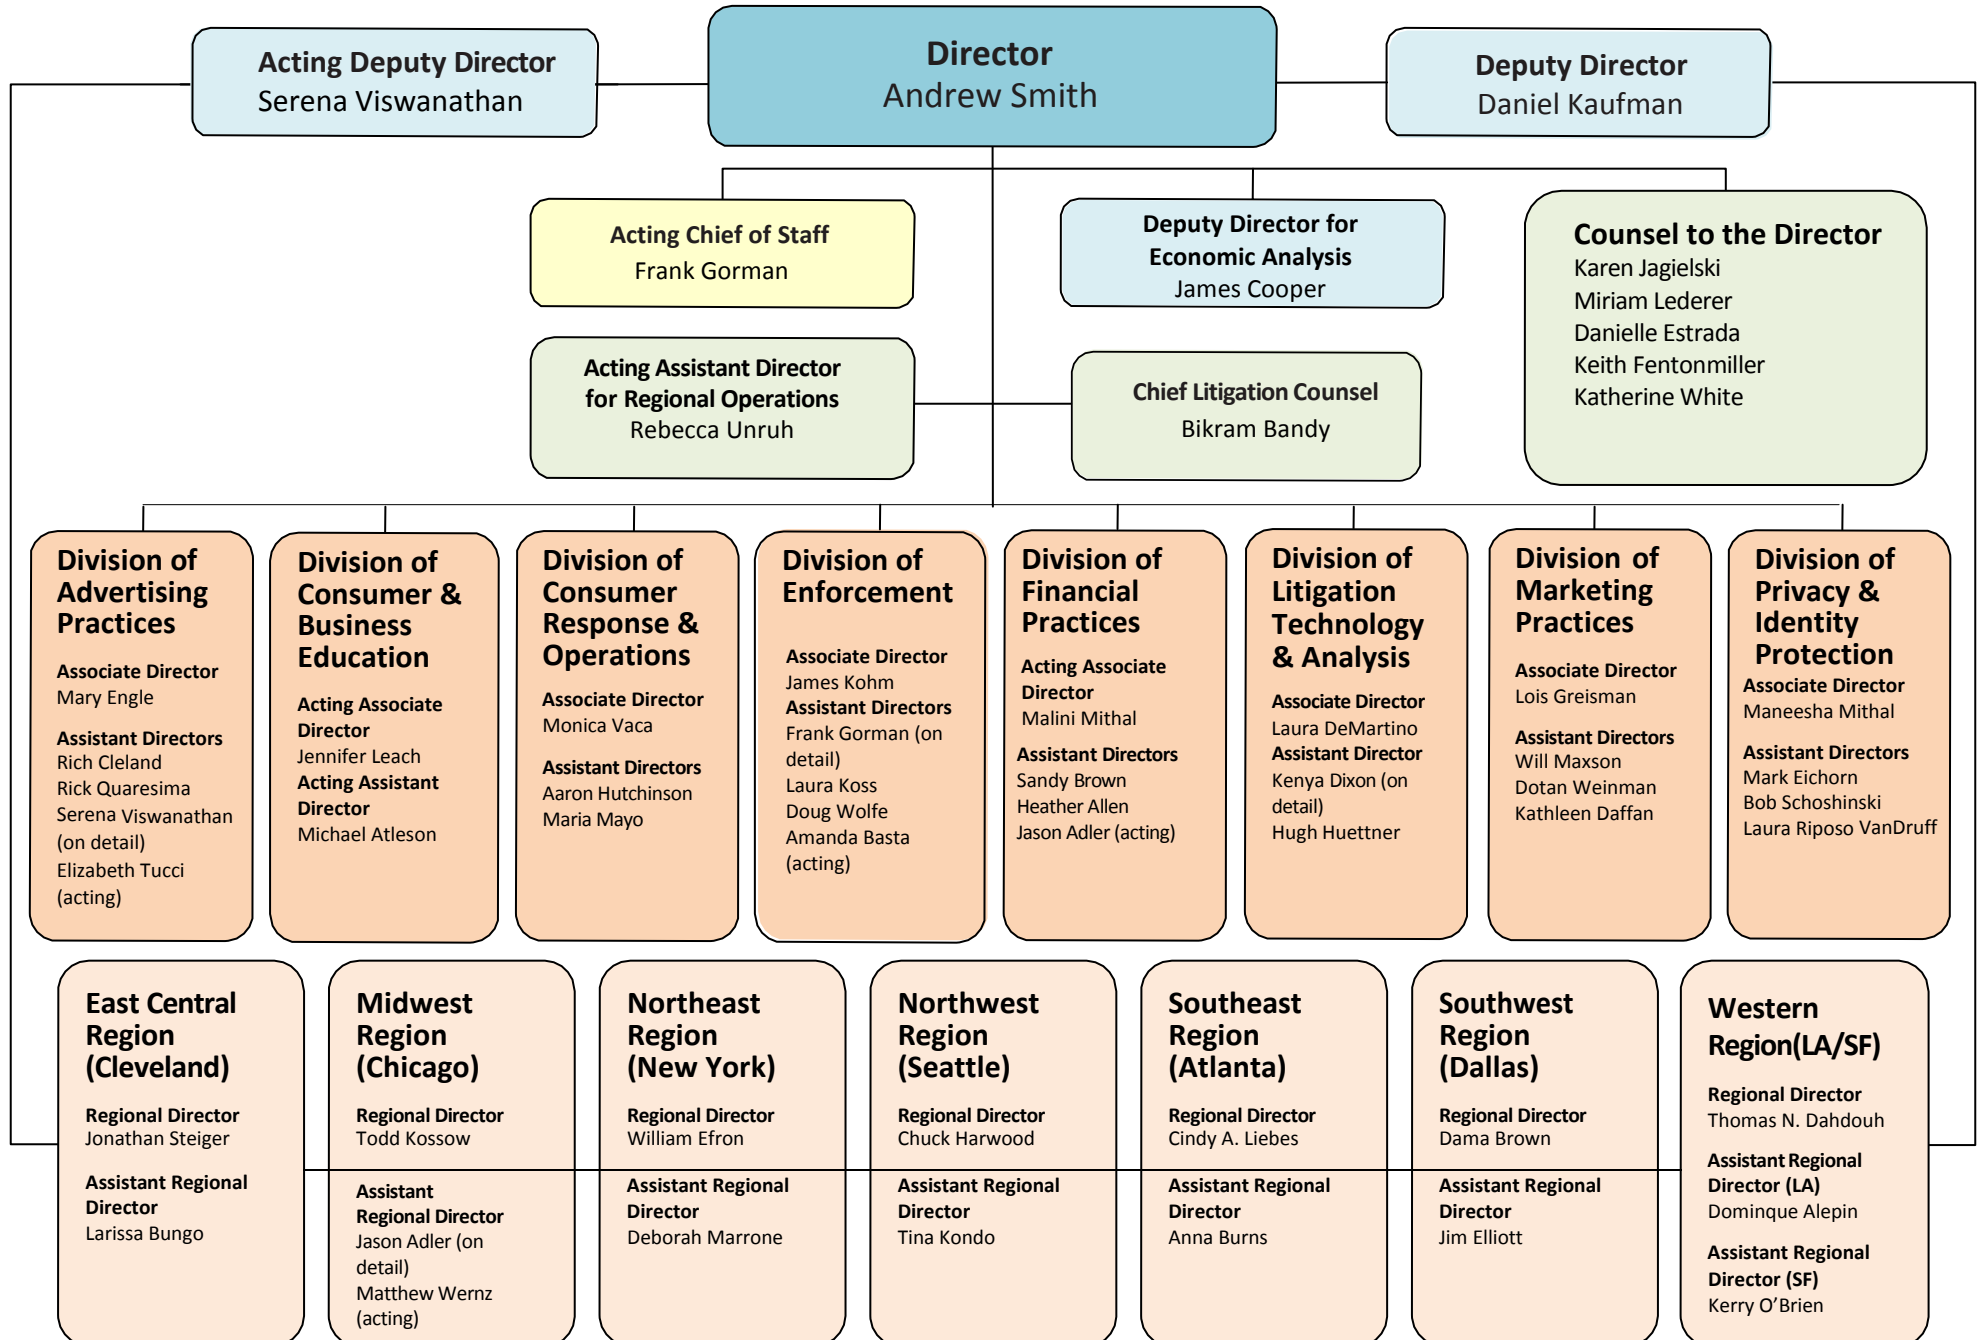 Acting Deputy Director
Serena Viswanathan
Director
Andrew Smith
Deputy Director
Daniel Kaufman
Acting Chief of Staff
Frank Gorman
Deputy Director for
Economic Analysis
James Cooper
Counsel to the Director
Karen Jagielski
Miriam Lederer
Danielle Estrada
Keith Fentonmiller
Katherine White
Acting Assistant Director
for Regional Operations
Rebecca Unruh
Chief Litigation Counsel
Bikram Bandy
Division of
Advertising
Practices
Associate Director
Mary Engle
Assistant Directors
Rich Cleland
Rick Quaresima
Serena Viswanathan
(on detail)
Elizabeth Tucci
(acting)
Division of
Consumer &
Business
Education
Acting Associate
Director
Jennifer Leach
Acting Assistant
Director
Michael Atleson
Division of
Consumer
Response &
Operations
Associate Director
Monica Vaca
Assistant Directors
Aaron Hutchinson
Maria Mayo
Division of
Enforcement
Associate Director
James Kohm
Assistant Directors
Frank Gorman (on
detail)
Laura Koss
Doug Wolfe
Amanda Basta
(acting)
Division of
Financial
Practices
Acting Associate
Director
Malini Mithal
Assistant Directors
Sandy Brown
Heather Allen
Jason Adler (acting)
Division of
Litigation
Technology
& Analysis
Associate Director
Laura DeMartino
Assistant Director
Kenya Dixon (on
detail)
Hugh Huettner
Division of
Marketing
Practices
Associate Director
Lois Greisman
Assistant Directors
Will Maxson
Dotan Weinman
Kathleen Daffan
Division of
Privacy &
Identity
Protection
Associate Director
Maneesha Mithal
Assistant Directors
Mark Eichorn
Bob Schoshinski
Laura Riposo VanDruff
East Central
Region
(Cleveland)
Regional Director
Jonathan Steiger
Assistant Regional
Director
Larissa Bungo
Midwest
Region
(Chicago)
Regional Director
Todd Kossow
Assistant
Regional Director
Jason Adler (on
detail)
Matthew Wernz
(acting)
Northeast
Region
(New York)
Regional Director
William Efron
Assistant Regional
Director
Deborah Marrone
Northwest
Region
(Seattle)
Regional Director
Chuck Harwood
Assistant Regional
Director
Tina Kondo
Southeast
Region
(Atlanta)
Regional Director
Cindy A. Liebes
Assistant Regional
Director
Anna Burns
Southwest
Region
(Dallas)
Regional Director
Dama Brown
Assistant Regional
Director
Jim Elliott
Western
Region(LA/SF)
Regional Director
Thomas N. Dahdouh
Assistant Regional
Director (LA)
Dominque Alepin
Assistant Regional
Director (SF)
Kerry O’Brien